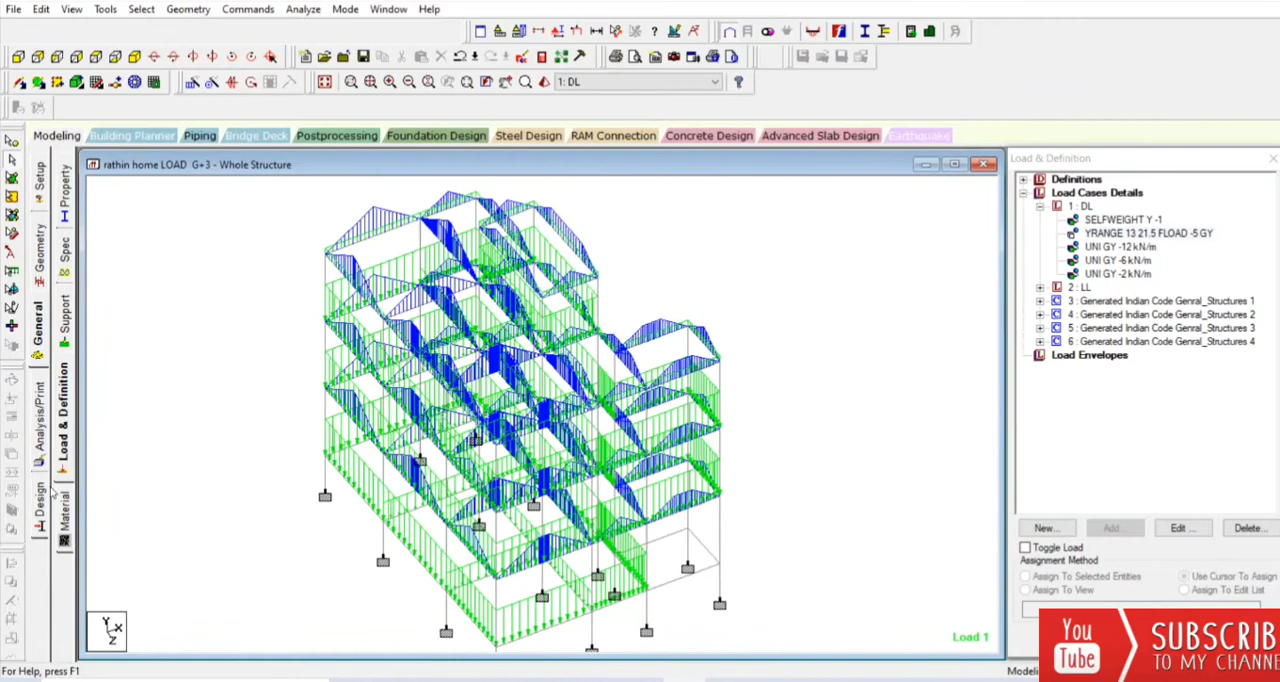 File Edit View Tools Select Geometry Commands Analyze Mode Window Help
1: DL
Modeling Building Planner Piping Bridge Deck Postprocessing Foundation Design Steel Design RAM Connection Concrete Design Advanced Slab Design Earthquake
rathin home LOAD G+3 - Whole Structure
Setup
Geometry
General
Analysis/Print
Design
Property
Spec
Support
Load & Definition
Material
Load & Definition
Definitions
Load Cases Details
1 : DL
SELFWEIGHT Y -1
YRANGE 13 21.5 FLOAD -5 GY
UNI GY -12 kN/m
UNI GY -6 kN/m
UNI GY -2 kN/m
2 : LL
3 : Generated Indian Code Genral_Structures 1
4 : Generated Indian Code Genral_Structures 2
5 : Generated Indian Code Genral_Structures 3
6 : Generated Indian Code Genral_Structures 4
Load Envelopes
New... Add... Edit ... Delete...
Toggle Load
Assignment Method
Assign To Selected Entities Use Cursor To Assign
Assign To View Assign To Edit List
Y X Z
Load 1
You Tube
SUBSCRIB
TO MY CHANNE
For Help, press F1
Modeli